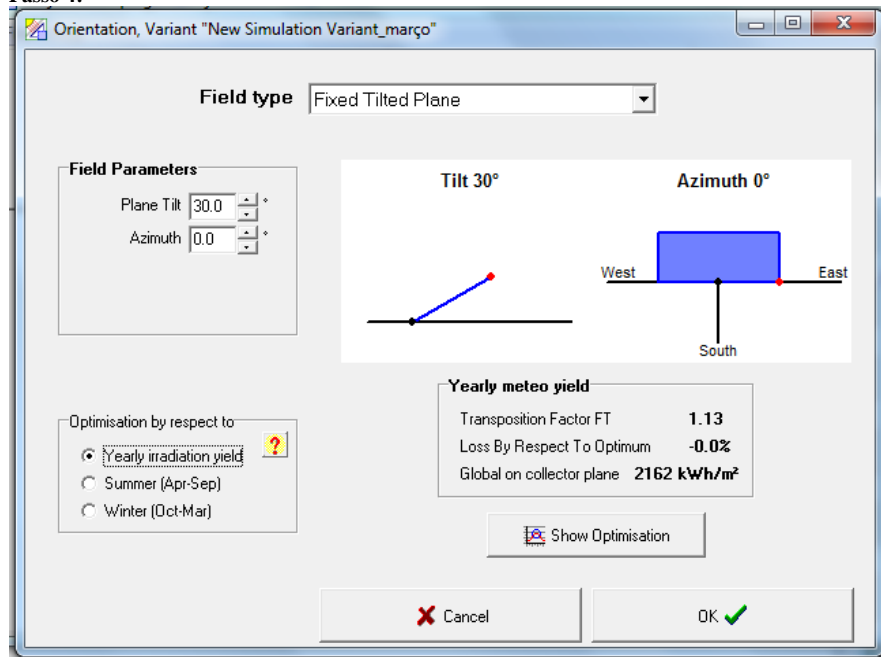 Passo 4.
Orientation, Variant "New Simulation Variant_março"
Field type Fixed Tilted Plane
Field Parameters
Plane Tilt 30.0 °
Azimuth 0.0 °
Tilt 30°
Azimuth 0°
West
East
South
Optimisation by respect to
?
Yearly irradiation yield
Summer (Apr-Sep)
Winter (Oct-Mar)
Yearly meteo yield
Transposition Factor FT 1.13
Loss By Respect To Optimum -0.0%
Global on collector plane 2162 kWh/m²
Show Optimisation
Cancel
OK